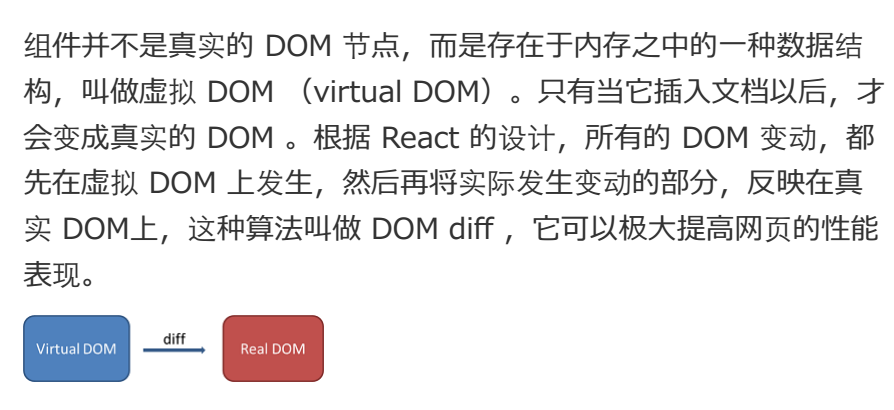 组件并不是真实的 DOM 节点，而是存在于内存之中的一种数据结
构，叫做虚拟 DOM （virtual DOM）。只有当它插入文档以后，才
会变成真实的 DOM 。根据 React 的设计，所有的 DOM 变动，都
先在虚拟 DOM 上发生，然后再将实际发生变动的部分，反映在真
实 DOM上，这种算法叫做 DOM diff ，它可以极大提高网页的性能
表现。
Virtual DOM
diff
Real DOM